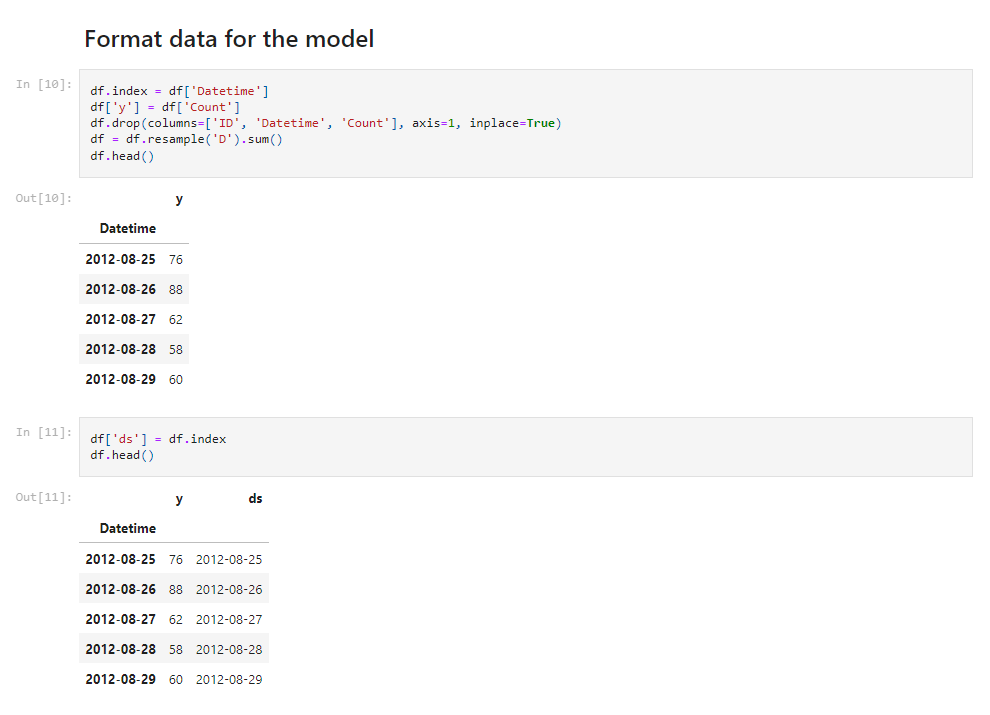 Format data for the model
In [10]:
df.index = df['Datetime']
df['y'] = df['Count']
df.drop(columns=['ID', 'Datetime', 'Count'], axis=1, inplace=True)
df = df.resample('D').sum()
df.head()
Out[10]:
y
Datetime
2012-08-25 76
2012-08-26 88
2012-08-27 62
2012-08-28 58
2012-08-29 60
In [11]:
df['ds'] = df.index
df.head()
Out[11]:
y ds
Datetime
2012-08-25 76 2012-08-25
2012-08-26 88 2012-08-26
2012-08-27 62 2012-08-27
2012-08-28 58 2012-08-28
2012-08-29 60 2012-08-29